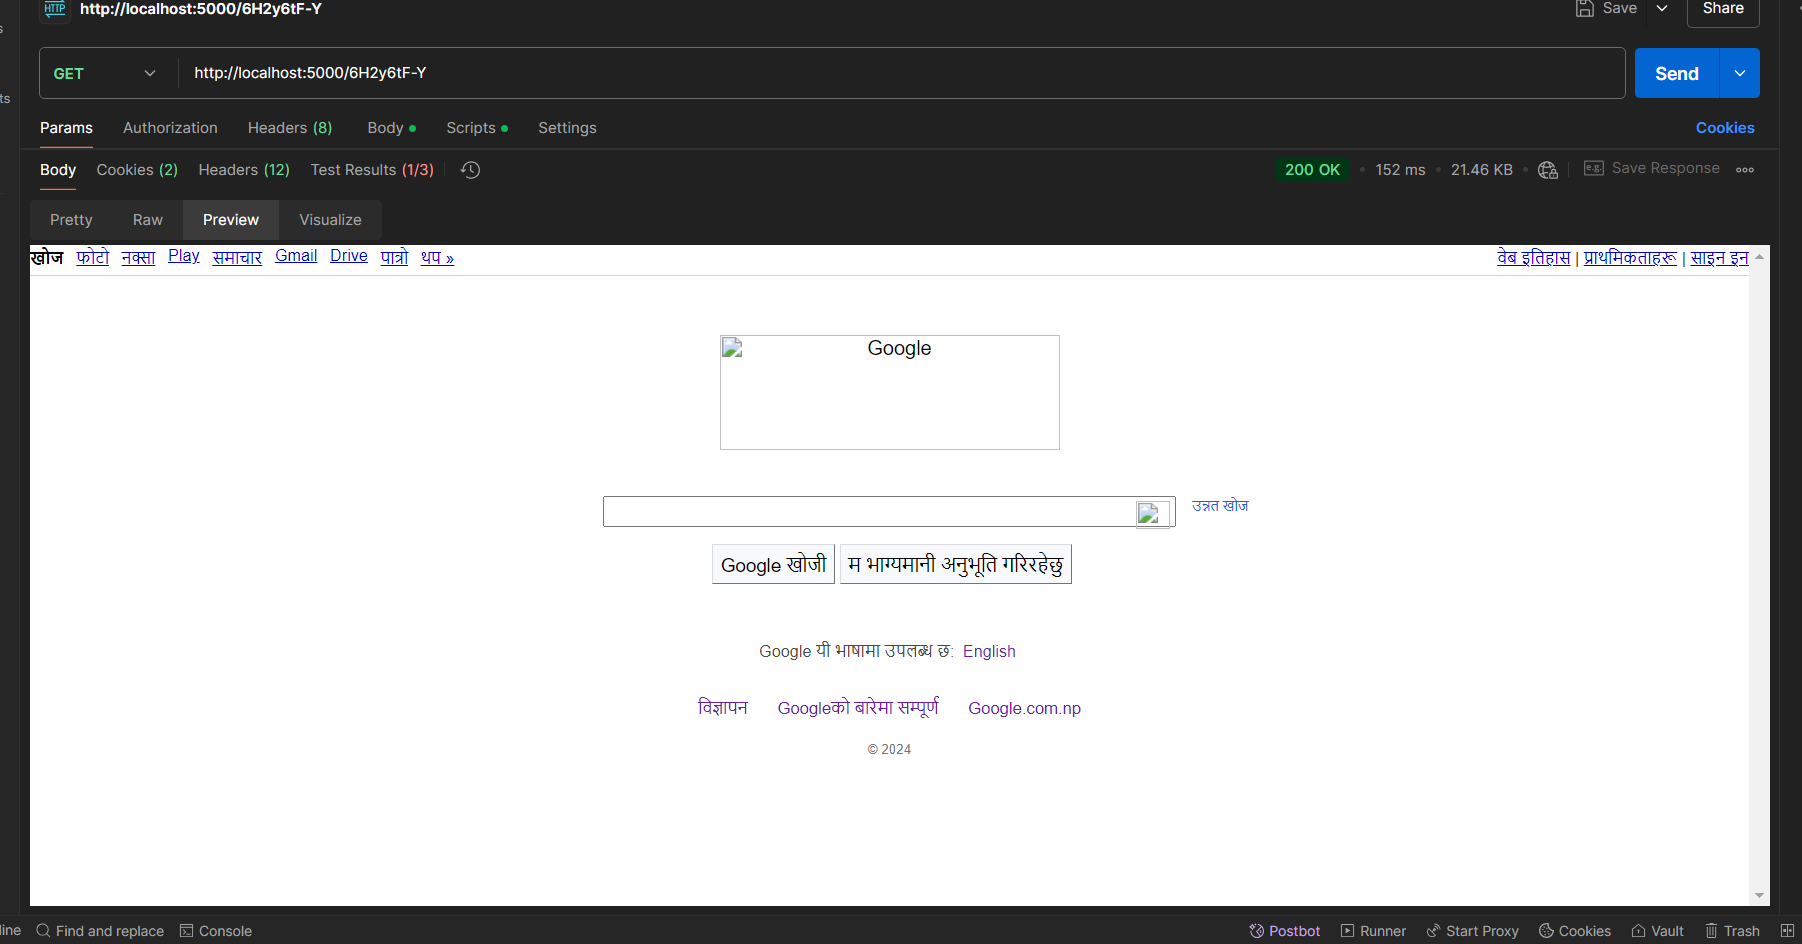 http://localhost:5000/6H2y6tF-Y
Save
Share
GET
http://localhost:5000/6H2y6tF-Y
Send
Params
Authorization
Headers (8)
Body
Scripts
Settings
Cookies
Body
Cookies (2)
Headers (12)
Test Results (1/3)
200 OK
152 ms
21.46 KB
e.g.
Save Response
Pretty
Raw
Preview
Visualize
खोज फोटो नक्सा Play समाचार Gmail Drive पात्रो थप »
वेब इतिहास | प्राथमिकताहरू | साइन इन
Google
उन्नत खोज
Google खोजी
म भाग्यमानी अनुभूति गरिरहेछु
Google यी भाषामा उपलब्ध छ: English
विज्ञापन
Googleको बारेमा सम्पूर्ण
Google.com.np
© 2024
Find and replace
Console
Postbot
Runner
Start Proxy
Cookies
Vault
Trash